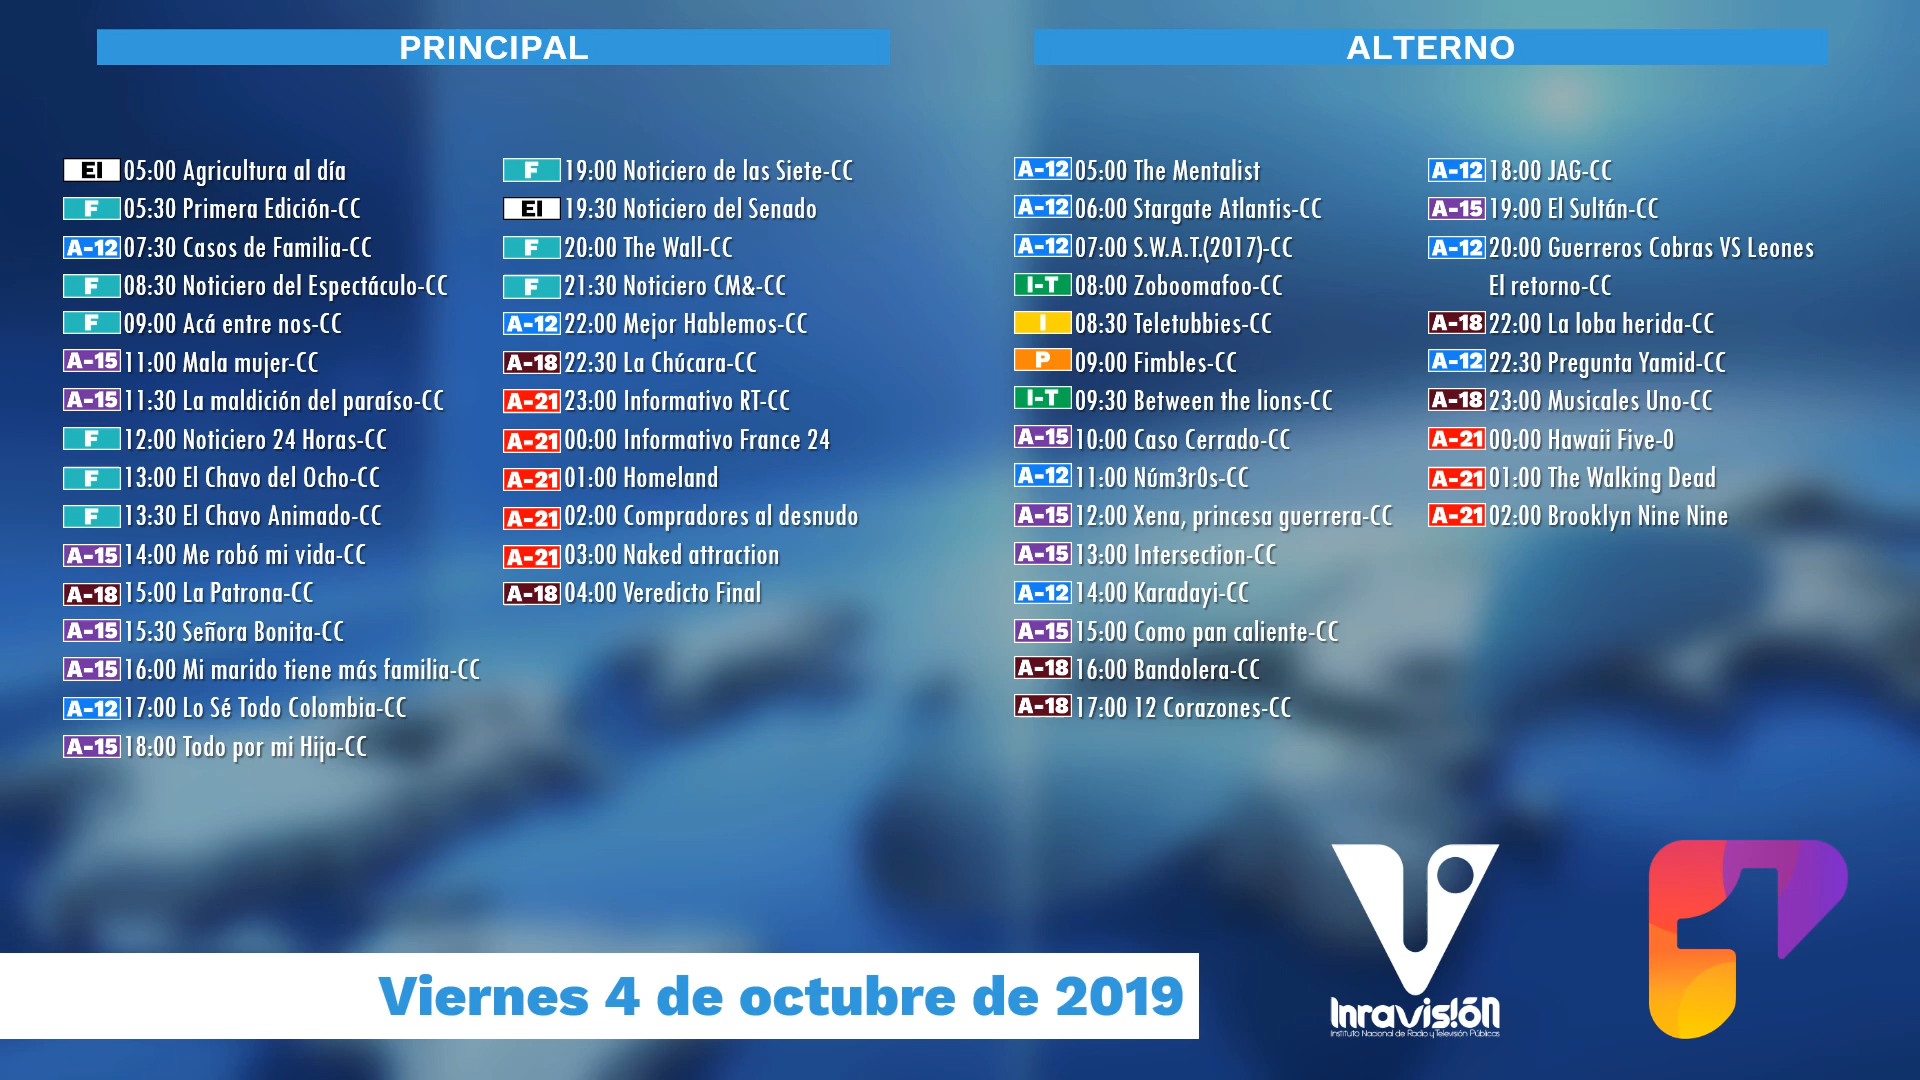 PRINCIPAL
EI 05:00 Agricultura al día
F 05:30 Primera Edición-CC
A-12 07:30 Casos de Familia-CC
F 08:30 Noticiero del Espectáculo-CC
F 09:00 Acá entre nos-CC
A-15 11:00 Mala mujer-CC
A-15 11:30 La maldición del paraíso-CC
F 12:00 Noticiero 24 Horas-CC
F 13:00 El Chavo del Ocho-CC
F 13:30 El Chavo Animado-CC
A-15 14:00 Me robó mi vida-CC
A-18 15:00 La Patrona-CC
A-15 15:30 Señora Bonita-CC
A-15 16:00 Mi marido tiene más familia-CC
A-12 17:00 Lo Sé Todo Colombia-CC
A-15 18:00 Todo por mi Hija-CC
F 19:00 Noticiero de las Siete-CC
EI 19:30 Noticiero del Senado
F 20:00 The Wall-CC
F 21:30 Noticiero CM&-CC
A-12 22:00 Mejor Hablemos-CC
A-18 22:30 La Chúcara-CC
A-21 23:00 Informativo RT-CC
A-21 00:00 Informativo France 24
A-21 01:00 Homeland
A-21 02:00 Compradores al desnudo
A-21 03:00 Naked attraction
A-18 04:00 Veredicto Final
ALTERNO
A-12 05:00 The Mentalist
A-12 06:00 Stargate Atlantis-CC
A-12 07:00 S.W.A.T.(2017)-CC
I-T 08:00 Zoboomafoo-CC
I 08:30 Teletubbies-CC
P 09:00 Fimbles-CC
I-T 09:30 Between the lions-CC
A-15 10:00 Caso Cerrado-CC
A-12 11:00 Núm3r0s-CC
A-15 12:00 Xena, princesa guerrera-CC
A-15 13:00 Intersection-CC
A-12 14:00 Karadayi-CC
A-15 15:00 Como pan caliente-CC
A-18 16:00 Bandolera-CC
A-18 17:00 12 Corazones-CC
A-12 18:00 JAG-CC
A-15 19:00 El Sultán-CC
A-12 20:00 Guerreros Cobras VS Leones
El retorno-CC
A-18 22:00 La loba herida-CC
A-12 22:30 Pregunta Yamid-CC
A-18 23:00 Musicales Uno-CC
A-21 00:00 Hawaii Five-0
A-21 01:00 The Walking Dead
A-21 02:00 Brooklyn Nine Nine
Viernes 4 de octubre de 2019
Inravisión
Instituto Nacional de Radio y Televisión Públicas
1